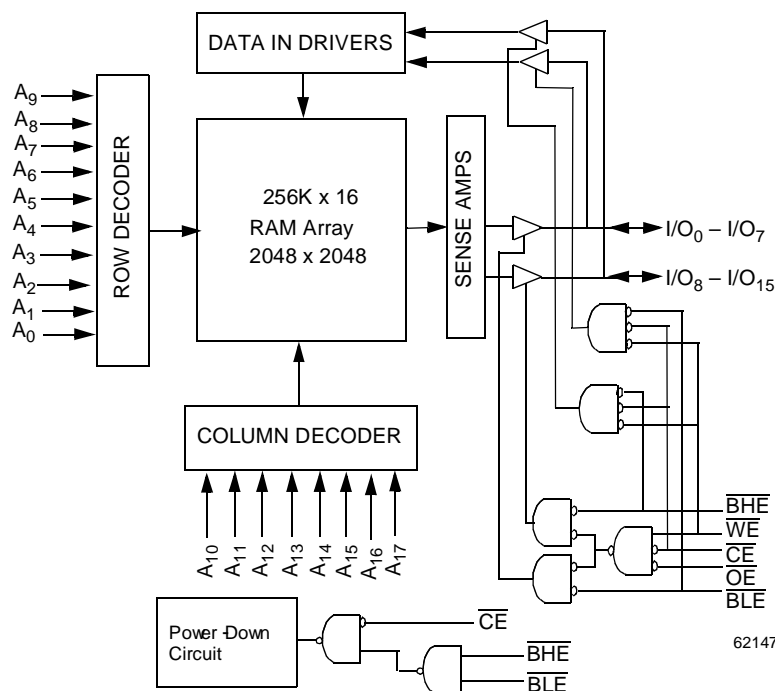 DATA IN DRIVERS
A9
A8
A7
A6
A5
A4
A3
A2
A1
A0
ROW DECODER
256K x 16
RAM Array
2048 x 2048
SENSE AMPS
I/O0 – I/O7
I/O8 – I/O15
COLUMN DECODER
A10
A11
A12
A13
A14
A15
A16
A17
BHE
WE
CE
OE
BLE
Power -Down
Circuit
CE
BHE
BLE
62147